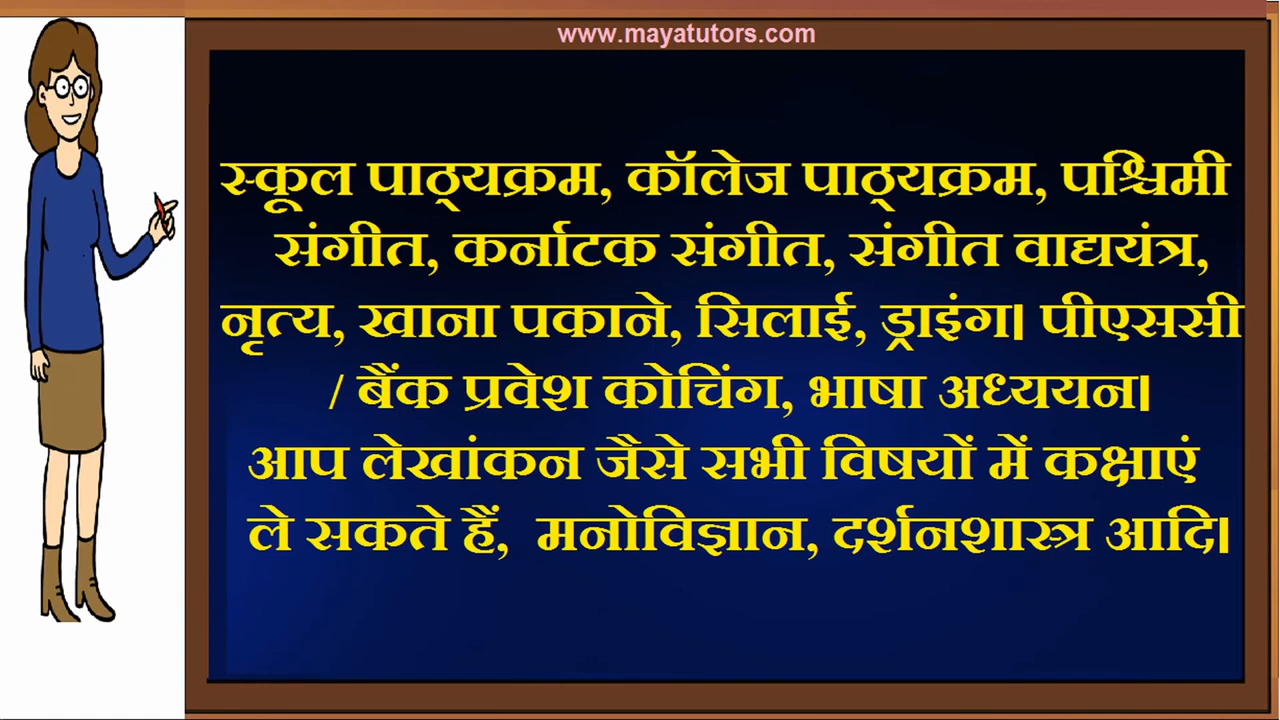 www.mayatutors.com
स्कूल पाठ्यक्रम, कॉलेज पाठ्यक्रम, पश्चिमी
संगीत, कर्नाटक संगीत, संगीत वाद्ययंत्र,
नृत्य, खाना पकाने, सिलाई, ड्राइंग। पीएससी
/ बैंक प्रवेश कोचिंग, भाषा अध्ययन।
आप लेखांकन जैसे सभी विषयों में कक्षाएं
ले सकते हैं, मनोविज्ञान, दर्शनशास्त्र आदि।